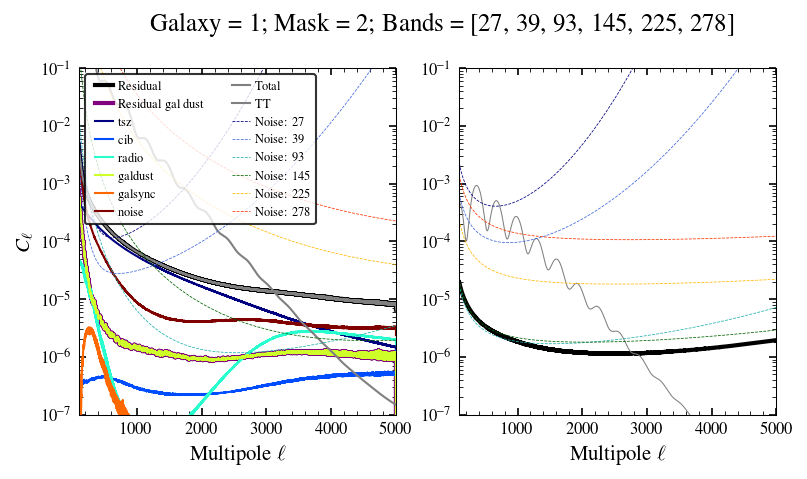 Galaxy = 1; Mask = 2; Bands = [27, 39, 93, 145, 225, 278]
Residual
Residual gal dust
tsz
cib
radio
galdust
galsync
noise
Total
TT
Noise: 27
Noise: 39
Noise: 93
Noise: 145
Noise: 225
Noise: 278
C_ℓ
10⁻¹
10⁻²
10⁻³
10⁻⁴
10⁻⁵
10⁻⁶
10⁻⁷
1000 2000 3000 4000 5000
Multipole ℓ
10⁻¹
10⁻²
10⁻³
10⁻⁴
10⁻⁵
10⁻⁶
10⁻⁷
1000 2000 3000 4000 5000
Multipole ℓ